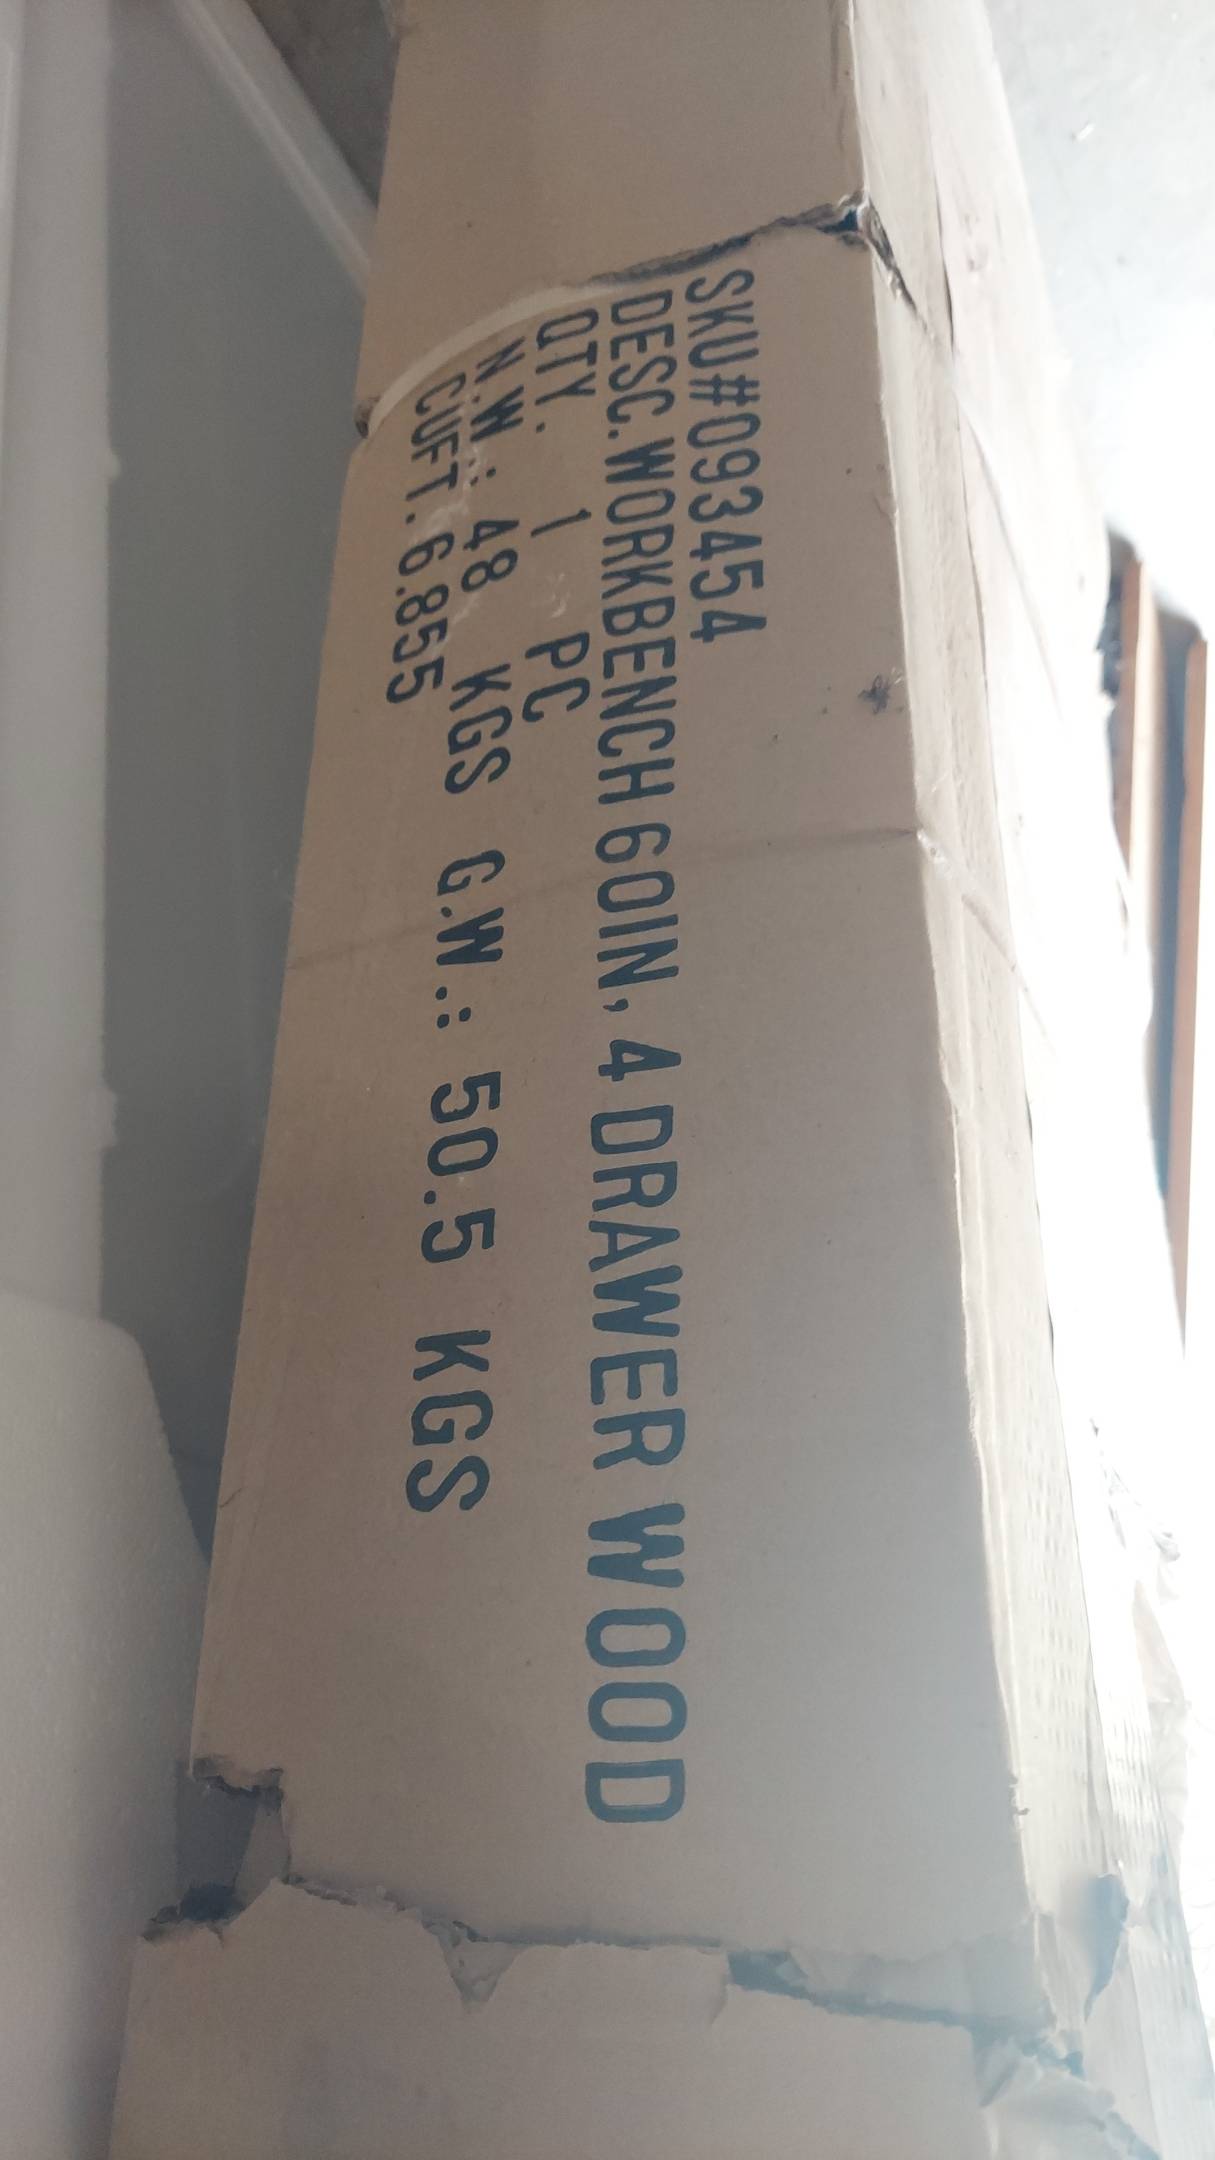 SKU#093454
DESC.WORKBENCH 60IN, 4 DRAWER WOOD
QTY. 1 PC
N.W.: 48 KGS G.W.: 50.5 KGS
CUFT.6.855